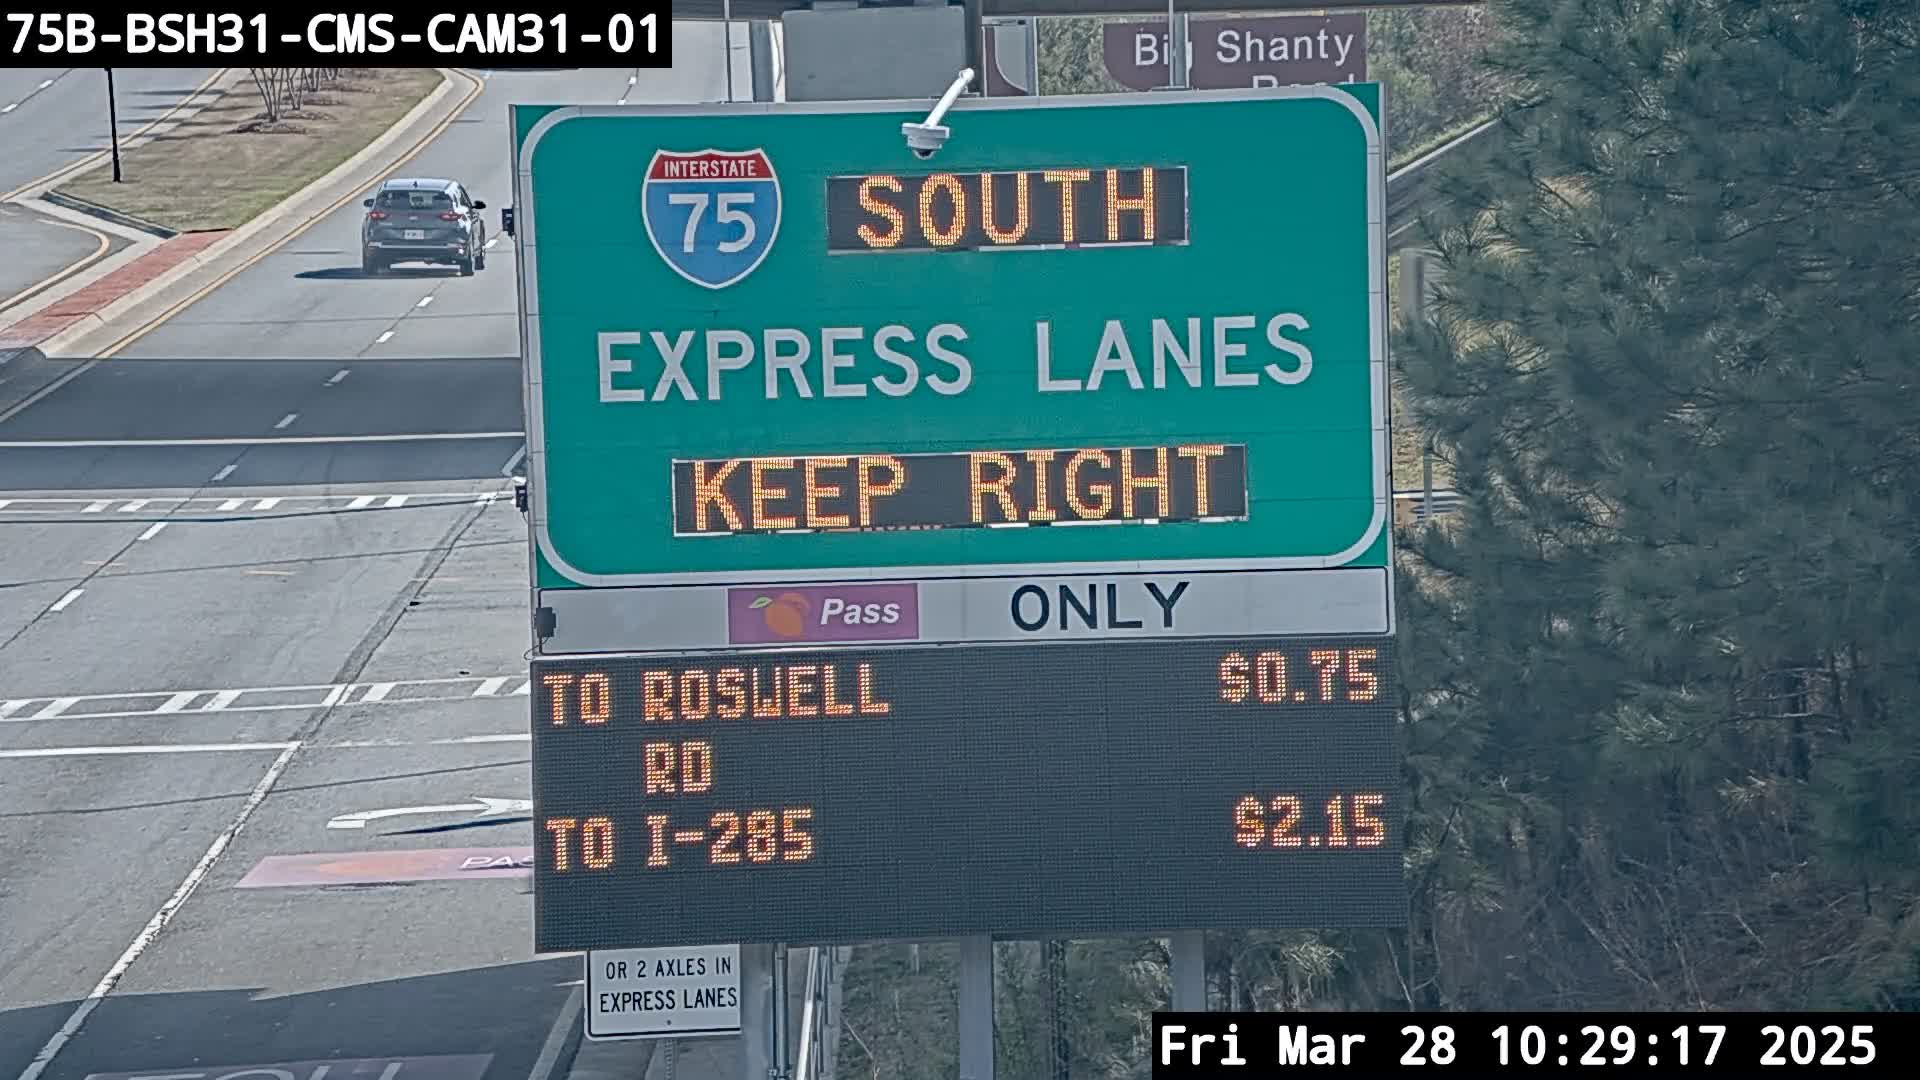 75B-BSH31-CMS-CAM31-01
Big Shanty
Road
INTERSTATE
75
SOUTH
EXPRESS LANES
KEEP RIGHT
Pass ONLY
TO ROSWELL $0.75
RD
TO I-285 $2.15
OR 2 AXLES IN
EXPRESS LANES
Fri Mar 28 10:29:17 2025